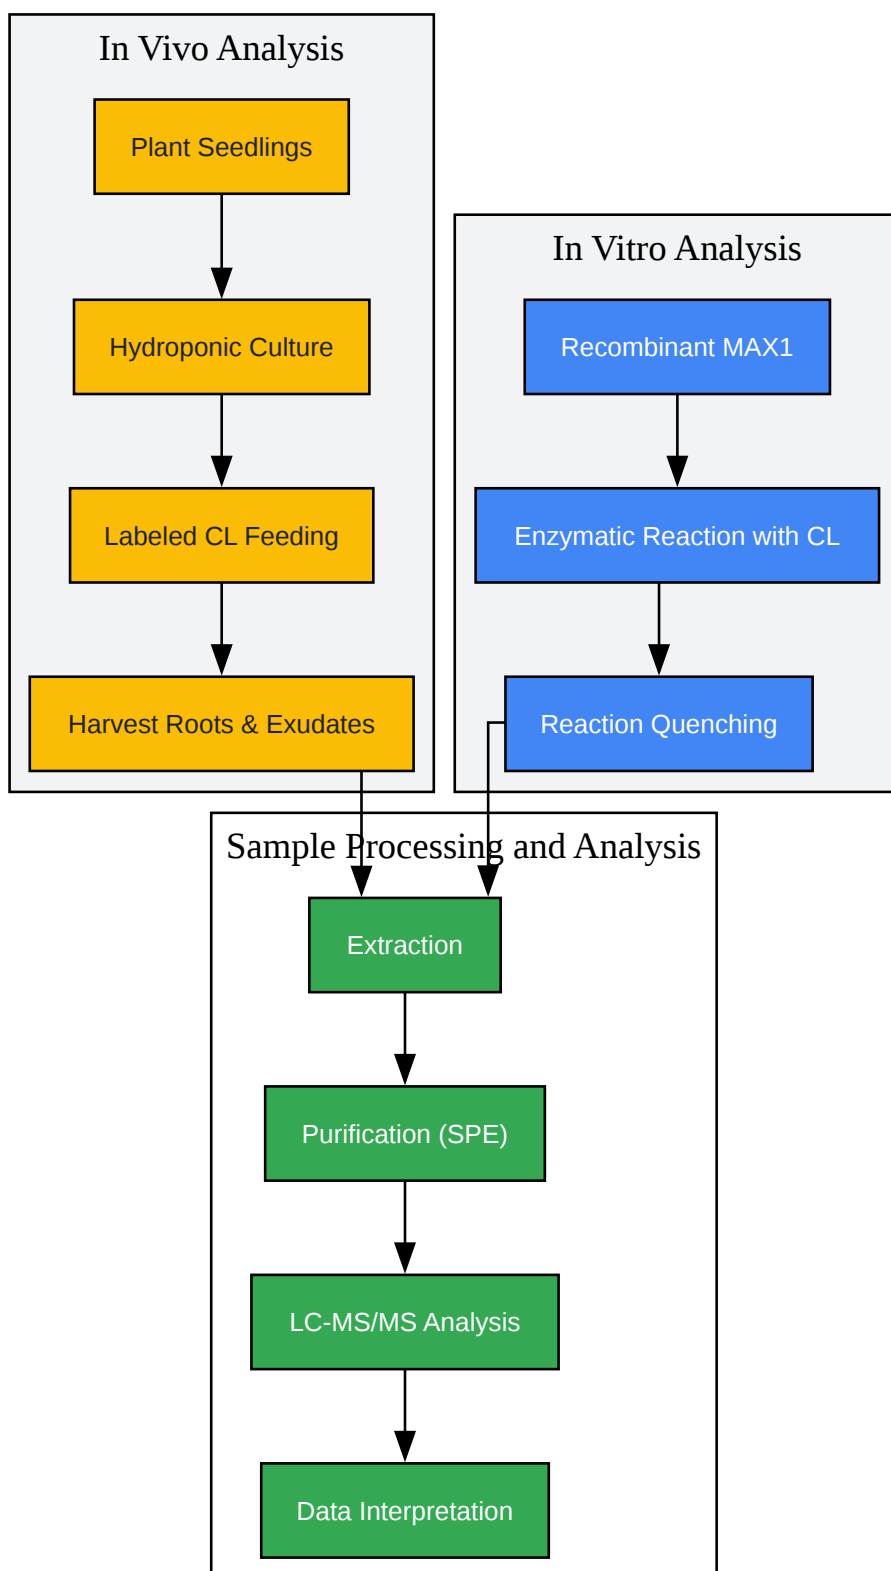 In Vivo Analysis
Plant Seedlings
Hydroponic Culture
Labeled CL Feeding
Harvest Roots & Exudates
In Vitro Analysis
Recombinant MAX1
Enzymatic Reaction with CL
Reaction Quenching
Sample Processing and Analysis
Extraction
Purification (SPE)
LC-MS/MS Analysis
Data Interpretation